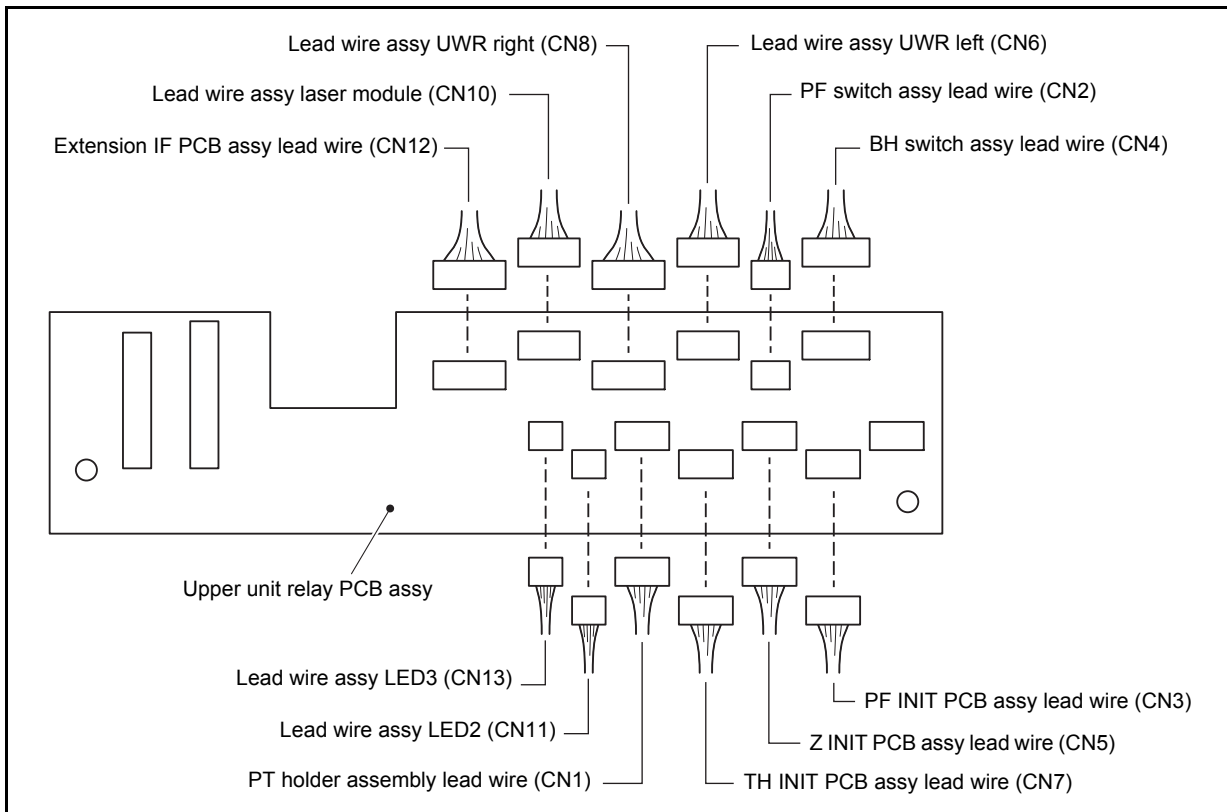 Lead wire assy UWR right (CN8)
Lead wire assy UWR left (CN6)
Lead wire assy laser module (CN10)
PF switch assy lead wire (CN2)
Extension IF PCB assy lead wire (CN12)
BH switch assy lead wire (CN4)
Upper unit relay PCB assy
Lead wire assy LED3 (CN13)
PF INIT PCB assy lead wire (CN3)
Lead wire assy LED2 (CN11)
Z INIT PCB assy lead wire (CN5)
PT holder assembly lead wire (CN1)
TH INIT PCB assy lead wire (CN7)